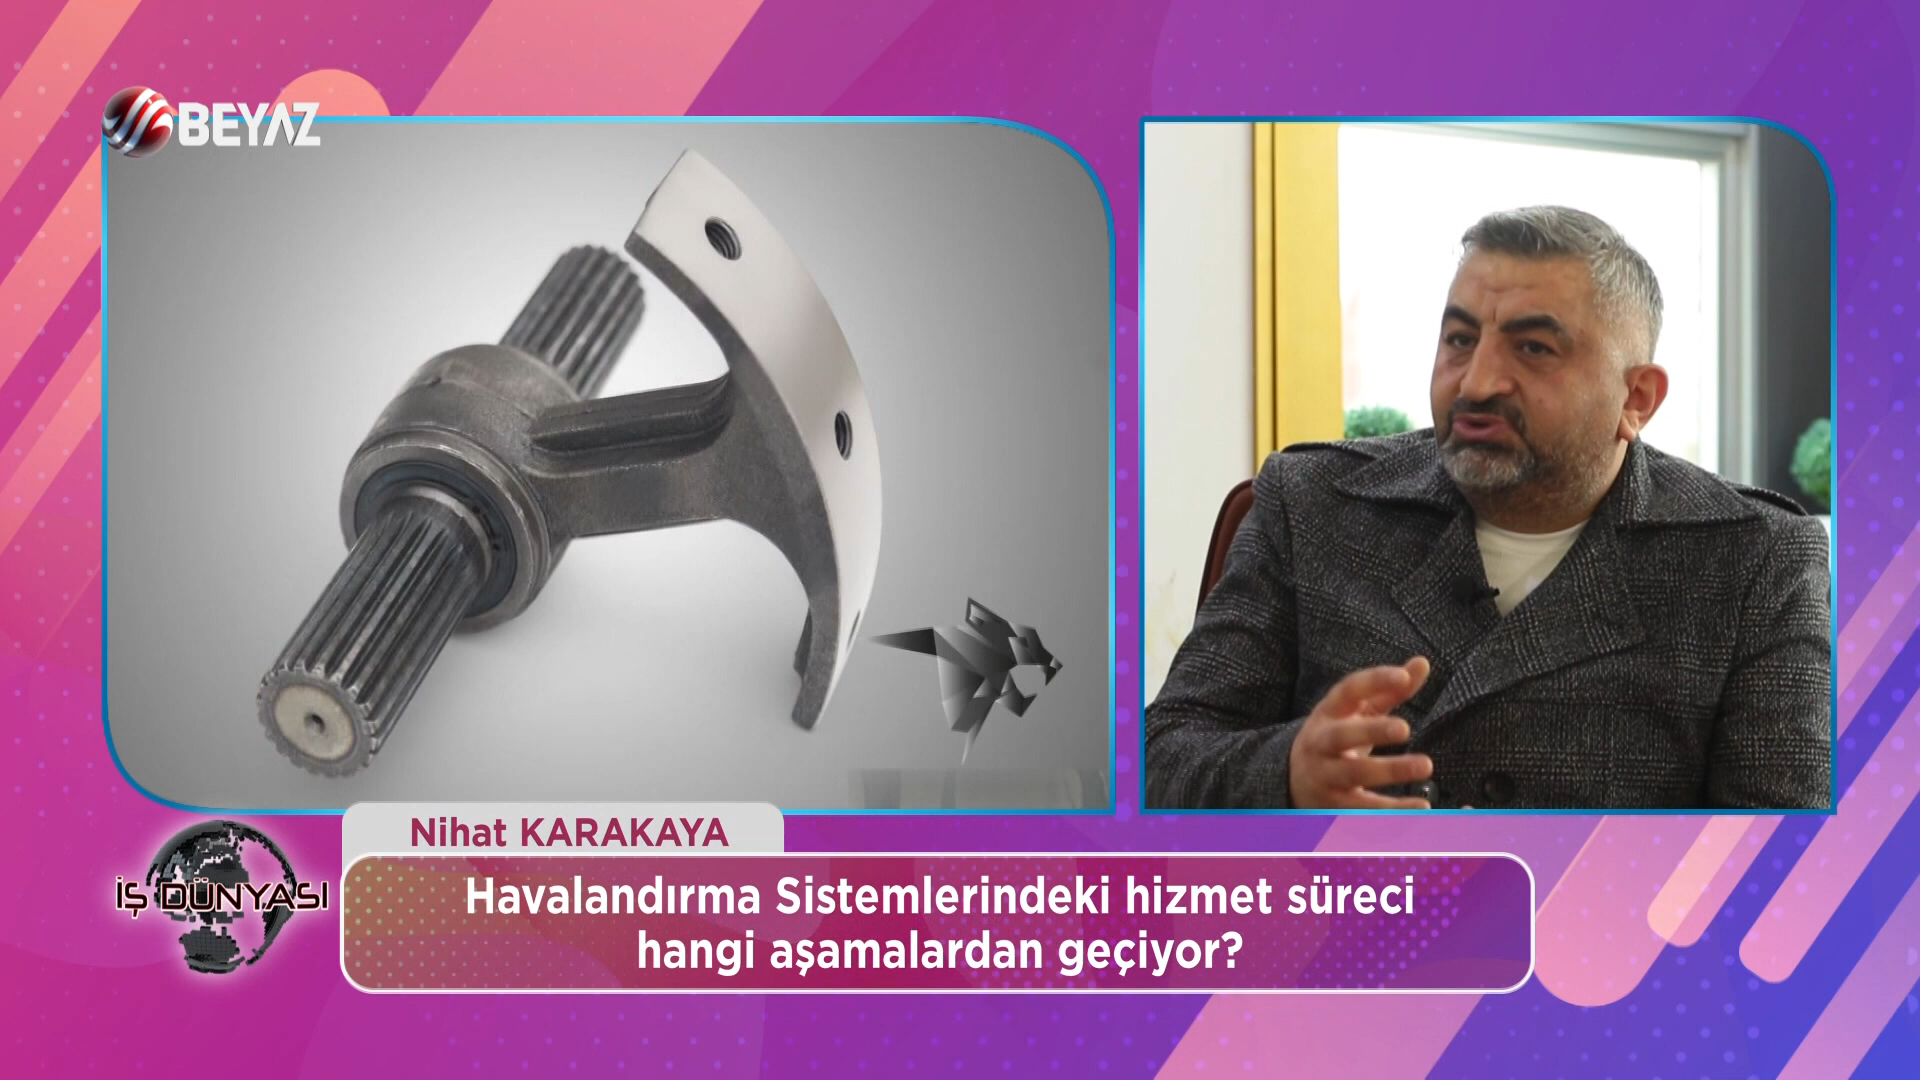 BEYAZ
Nihat KARAKAYA
İŞ DÜNYASI
Havalandırma Sistemlerindeki hizmet süreci
hangi aşamalardan geçiyor?